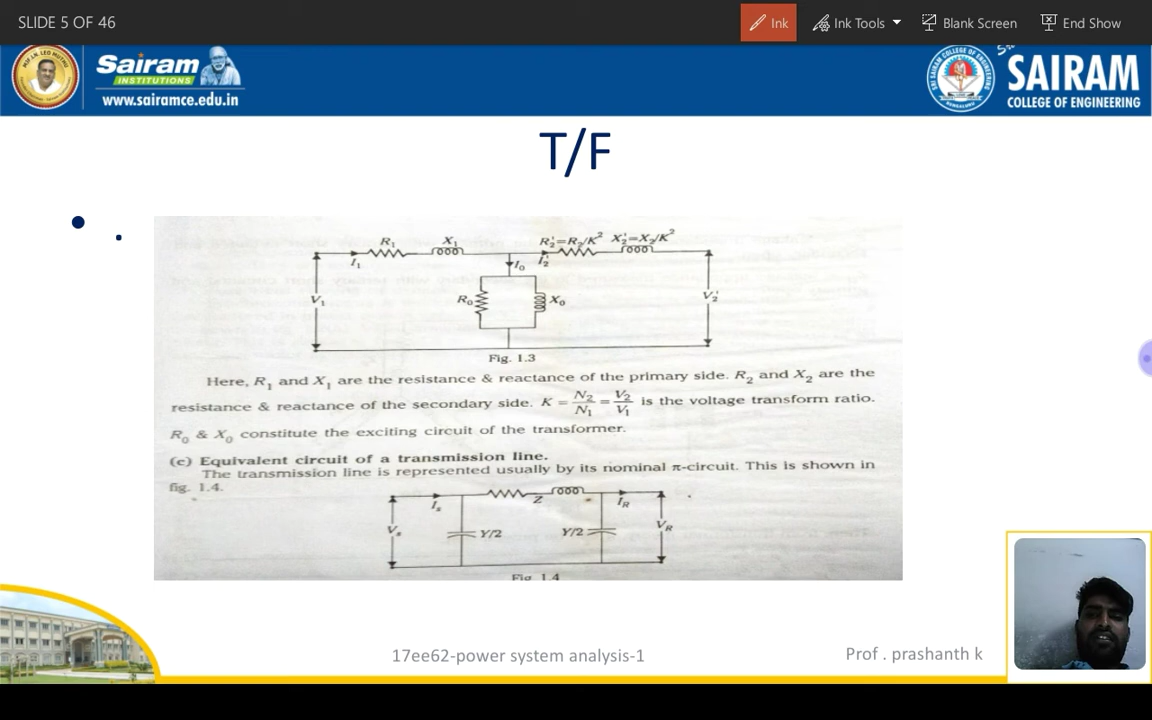 SLIDE 5 OF 46
Ink
Ink Tools
Blank Screen
End Show
Sairam
INSTITUTIONS
www.sairamce.edu.in
SAIRAM
COLLEGE OF ENGINEERING
T/F
R₁ X₁ R₂'=R₂/K² X₂'=X₂/K²
I₁ I₀ I₂'
V₁ R₀ X₀ V₂'
Fig. 1.3
Here, R₁ and X₁ are the resistance & reactance of the primary side. R₂ and X₂ are the
resistance & reactance of the secondary side. K = N₂/N₁ = V₂/V₁ is the voltage transform ratio.
R₀ & X₀ constitute the exciting circuit of the transformer.
(c) Equivalent circuit of a transmission line.
The transmission line is represented usually by its nominal π-circuit. This is shown in
fig. 1.4.
Iₛ Z I_R
Vₛ Y/2 Y/2 V_R
Fig 1.4
17ee62-power system analysis-1
Prof . prashanth k